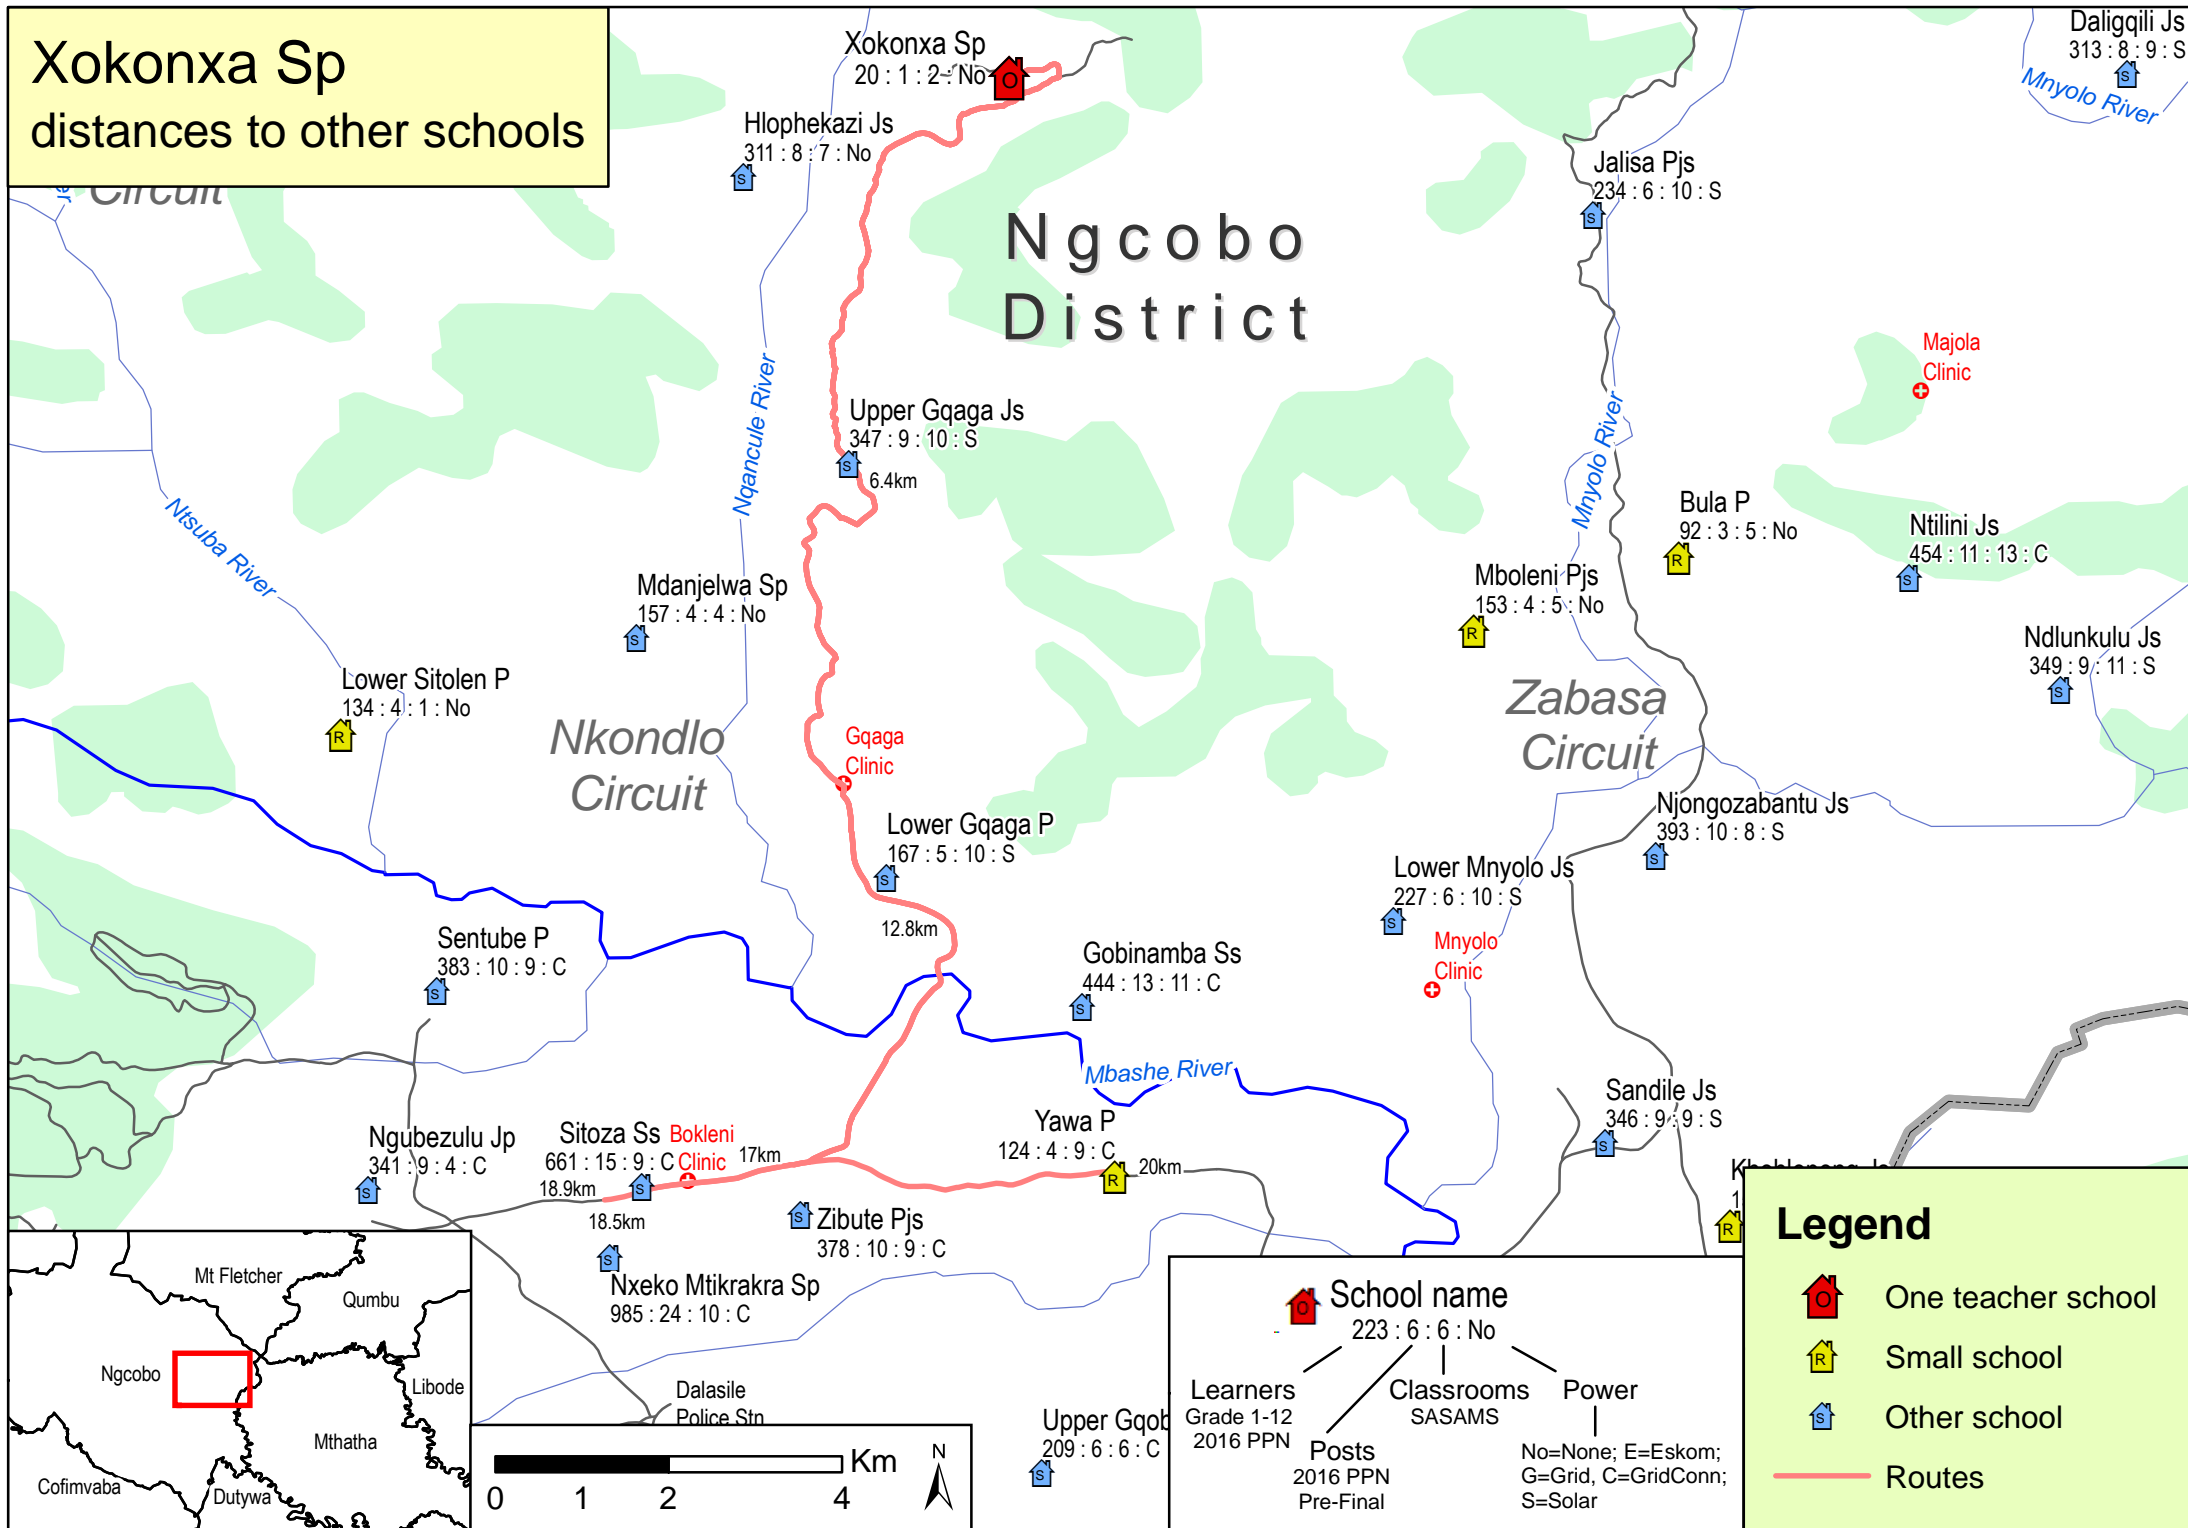 Xokonxa Sp
distances to other schools
Circuit
Xokonxa Sp
20 : 1 : 2 : No
O
Daligqili Js
313 : 8 : 9 : S
S
Mnyolo River
Hlophekazi Js
311 : 8 : 7 : No
S
Jalisa Pjs
234 : 6 : 10 : S
S
Ngcobo
District
Majola
Clinic
Nqancule River
Upper Gqaga Js
347 : 9 : 10 : S
S
6.4km
Mnyolo River
Ntsuba River
Bula P
92 : 3 : 5 : No
R
Ntilini Js
454 : 11 : 13 : C
S
Mdanjelwa Sp
157 : 4 : 4 : No
S
Mboleni Pjs
153 : 4 : 5 : No
R
Ndlunkulu Js
349 : 9 : 11 : S
S
Lower Sitolen P
134 : 4 : 1 : No
R
Nkondlo
Circuit
Zabasa
Circuit
Gqaga
Clinic
Lower Gqaga P
167 : 5 : 10 : S
S
12.8km
Njongozabantu Js
393 : 10 : 8 : S
S
Lower Mnyolo Js
227 : 6 : 10 : S
S
Mnyolo
Clinic
Sentube P
383 : 10 : 9 : C
S
Gobinamba Ss
444 : 13 : 11 : C
S
Mbashe River
Sandile Js
346 : 9 : 9 : S
S
Yawa P
124 : 4 : 9 : C
R
20km
Ngubezulu Jp
341 : 9 : 4 : C
S
Sitoza Ss
661 : 15 : 9 : C
S
Bokleni
Clinic
17km
18.9km
18.5km
Zibute Pjs
378 : 10 : 9 : C
S
Nxeko Mtikrakra Sp
985 : 24 : 10 : C
S
R
Dalasile
Police Stn
Upper Gqob
209 : 6 : 6 : C
S
Mt Fletcher
Qumbu
Ngcobo
Libode
Mthatha
Cofimvaba
Dutywa
Km
0 1 2 4
N
O
School name
223 : 6 : 6 : No
Learners
Grade 1-12
2016 PPN
Posts
2016 PPN
Pre-Final
Classrooms
SASAMS
Power
No=None; E=Eskom;
G=Grid, C=GridConn;
S=Solar
Legend
O One teacher school
R Small school
S Other school
Routes